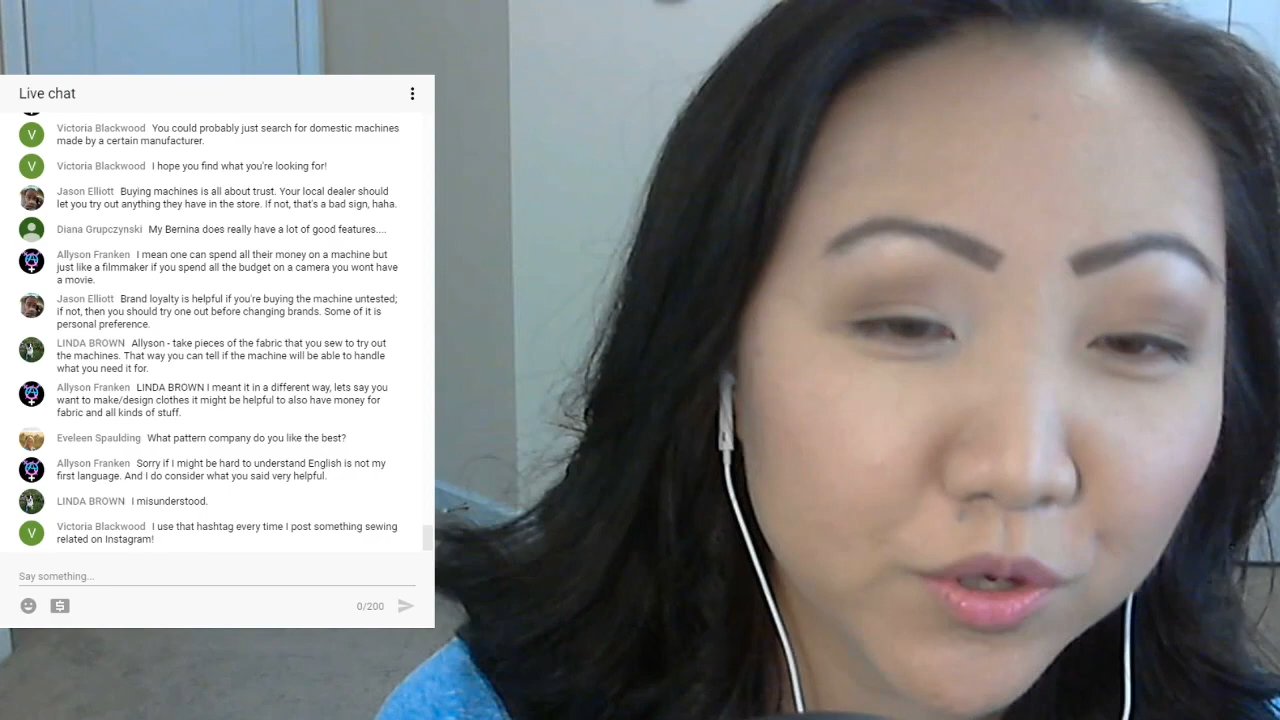 Live chat
Victoria Blackwood You could probably just search for domestic machines
made by a certain manufacturer.
V
Victoria Blackwood I hope you find what you're looking for!
V
Jason Elliott Buying machines is all about trust. Your local dealer should
let you try out anything they have in the store. If not, that's a bad sign, haha.
Diana Grupczynski My Bernina does really have a lot of good features....
Allyson Franken I mean one can spend all their money on a machine but
just like a filmmaker if you spend all the budget on a camera you wont have
a movie.
Jason Elliott Brand loyalty is helpful if you're buying the machine untested;
if not, then you should try one out before changing brands. Some of it is
personal preference.
LINDA BROWN Allyson - take pieces of the fabric that you sew to try out
the machines. That way you can tell if the machine will be able to handle
what you need it for.
Allyson Franken LINDA BROWN I meant it in a different way, lets say you
want to make/design clothes it might be helpful to also have money for
fabric and all kinds of stuff.
Eveleen Spaulding What pattern company do you like the best?
Allyson Franken Sorry if I might be hard to understand English is not my
first language. And I do consider what you said very helpful.
LINDA BROWN I misunderstood.
Victoria Blackwood I use that hashtag every time I post something sewing
related on Instagram!
V
Say something...
$
0/200